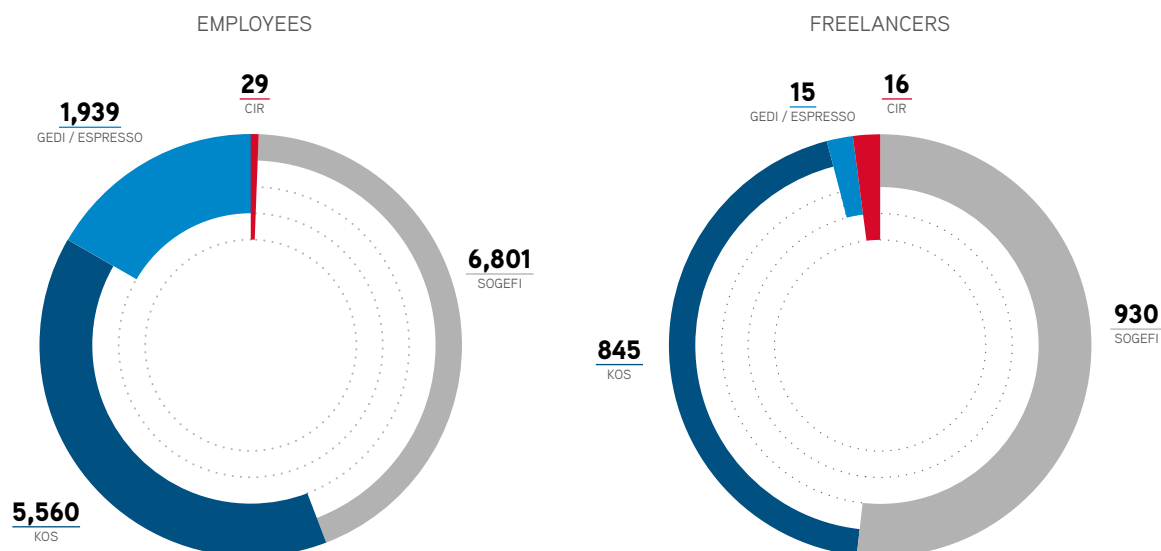 EMPLOYEES
29
CIR
1,939
GEDI / ESPRESSO
6,801
SOGEFI
5,560
KOS
FREELANCERS
15
GEDI / ESPRESSO
16
CIR
930
SOGEFI
845
KOS